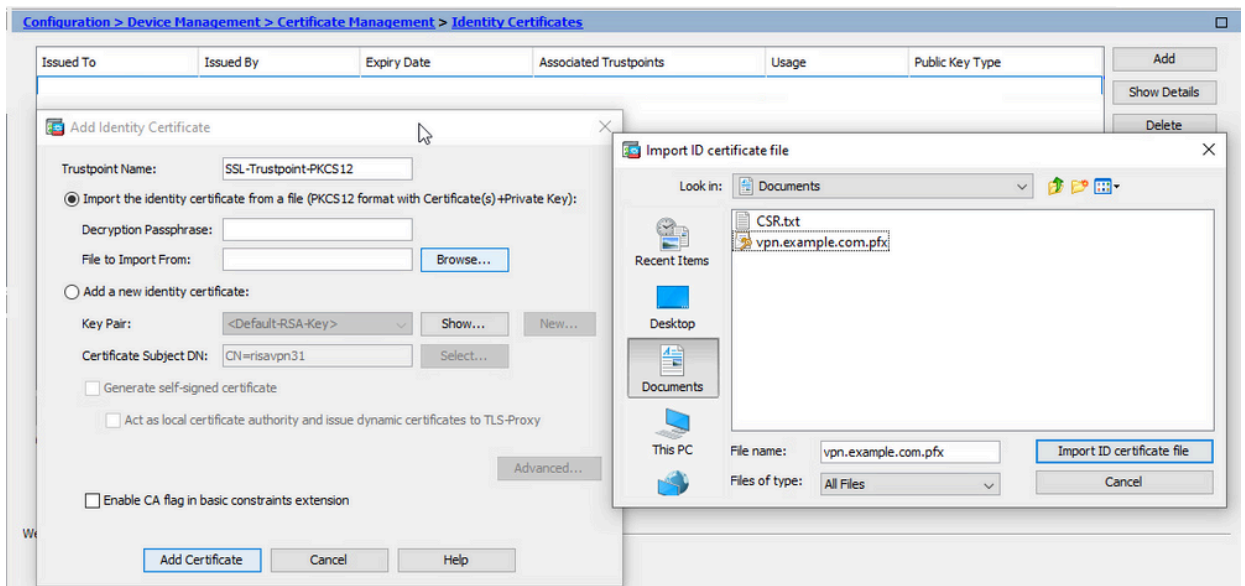 Configuration > Device Management > Certificate Management > Identity Certificates
Issued To Issued By Expiry Date Associated Trustpoints Usage Public Key Type
Add
Show Details
Delete
Add Identity Certificate
Trustpoint Name: SSL-Trustpoint-PKCS12
Import the identity certificate from a file (PKCS12 format with Certificate(s)+Private Key):
Decryption Passphrase:
File to Import From: Browse...
Add a new identity certificate:
Key Pair: <Default-RSA-Key> Show... New...
Certificate Subject DN: CN=risavpn31 Select...
Generate self-signed certificate
Act as local certificate authority and issue dynamic certificates to TLS-Proxy
Advanced...
Enable CA flag in basic constraints extension
Add Certificate Cancel Help
Import ID certificate file
Look in: Documents
CSR.txt
vpn.example.com.pfx
Recent Items
Desktop
Documents
This PC
File name: vpn.example.com.pfx Import ID certificate file
Files of type: All Files Cancel